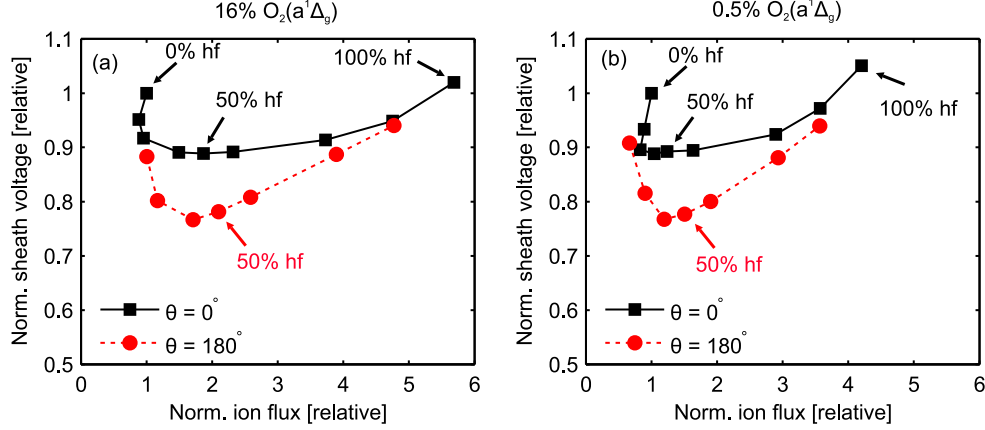 16% O₂(a¹Δg)
(a)
0% hf
50% hf
100% hf
50% hf
θ = 0°
θ = 180°
Norm. sheath voltage [relative]
1.1
1
0.9
0.8
0.7
0.6
0.5
0 1 2 3 4 5 6
Norm. ion flux [relative]
0.5% O₂(a¹Δg)
(b)
0% hf
50% hf
100% hf
50% hf
θ = 0°
θ = 180°
Norm. sheath voltage [relative]
1.1
1
0.9
0.8
0.7
0.6
0.5
0 1 2 3 4 5 6
Norm. ion flux [relative]